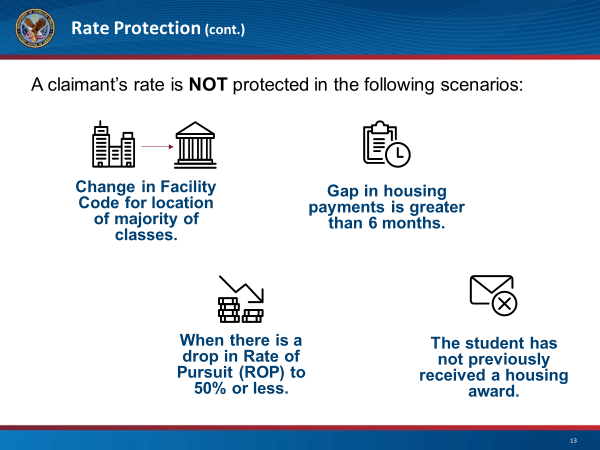 Rate Protection (cont.)
A claimant's rate is NOT protected in the following scenarios:
Change in Facility
Code for location
of majority of
classes.
Gap in housing
payments is greater
than 6 months.
When there is a
drop in Rate of
Pursuit (ROP) to
50% or less.
The student has
not previously
received a housing
award.
13